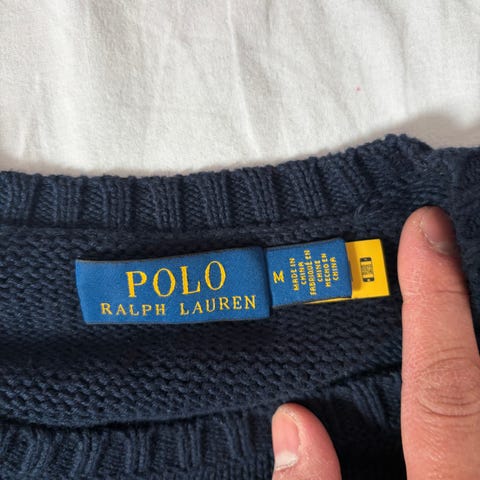 POLO
RALPH LAUREN
M
MADE IN
CHINA
FABRIQUÉ EN
CHINE
HECHO EN
CHINA